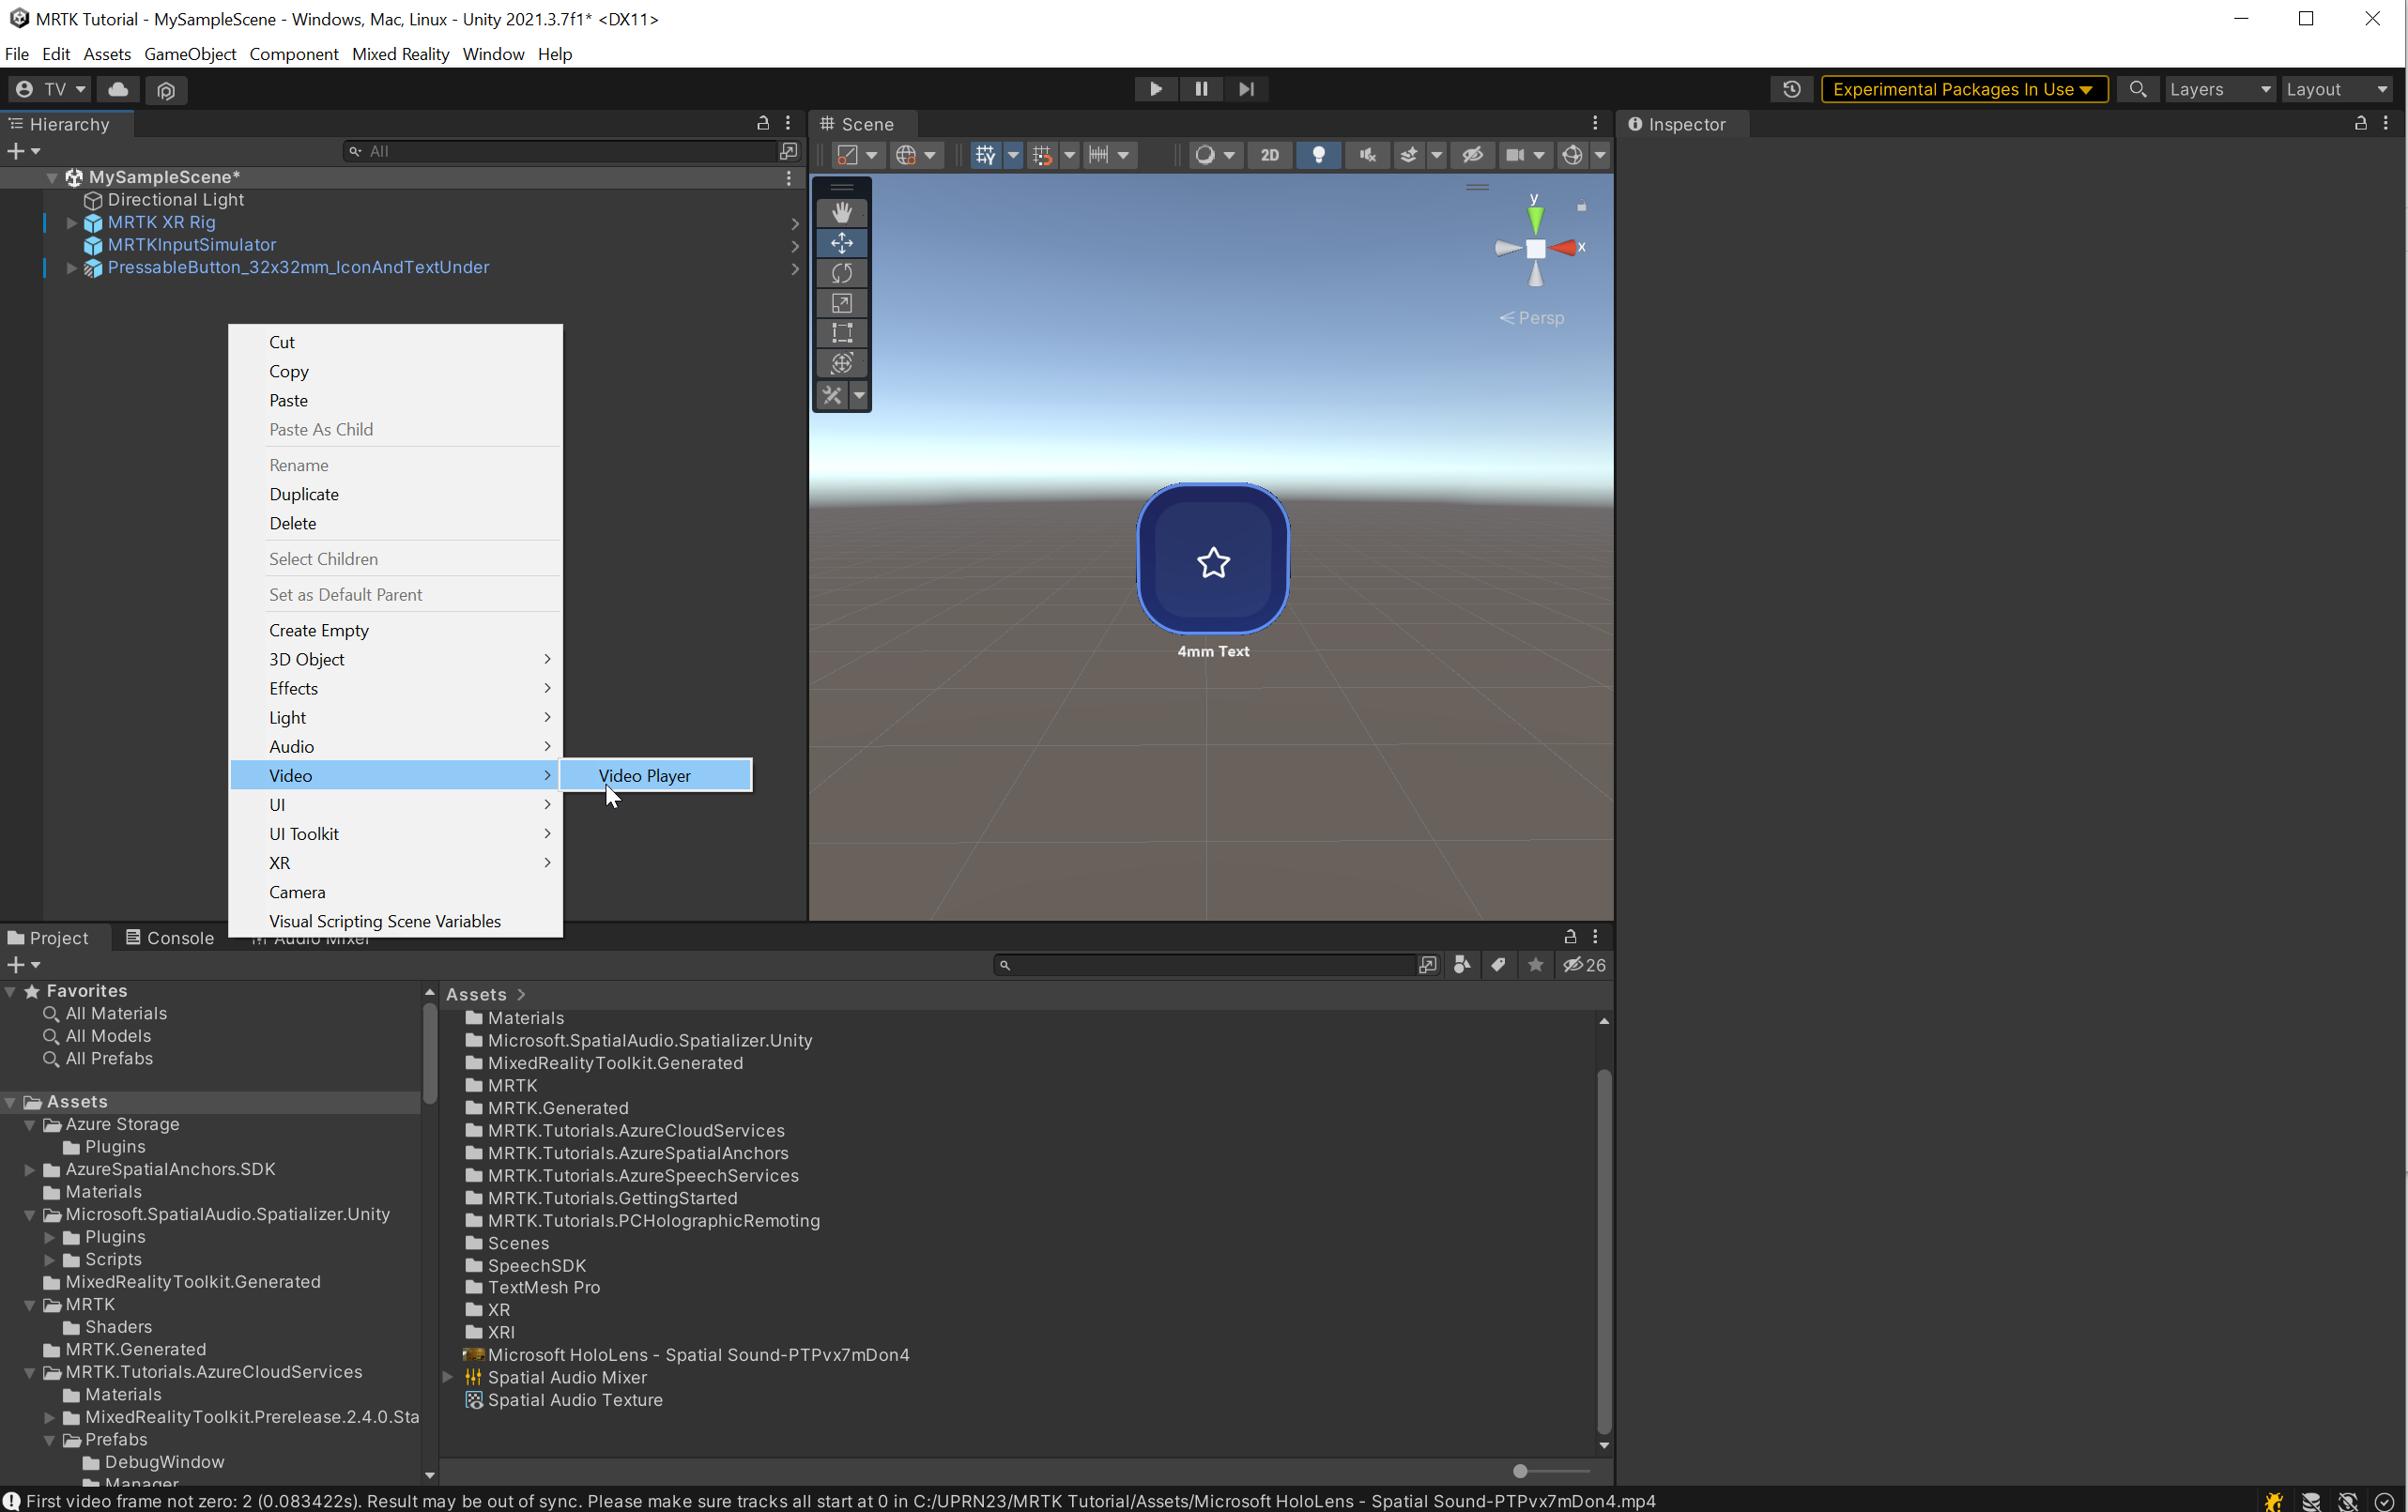 MRTK Tutorial - MySampleScene - Windows, Mac, Linux - Unity 2021.3.7f1* <DX11>
File Edit Assets GameObject Component Mixed Reality Window Help
TV
Experimental Packages In Use
Layers
Layout
Hierarchy
All
MySampleScene*
Directional Light
MRTK XR Rig
MRTKInputSimulator
PressableButton_32x32mm_IconAndTextUnder
Cut
Copy
Paste
Paste As Child
Rename
Duplicate
Delete
Select Children
Set as Default Parent
Create Empty
3D Object
Effects
Light
Audio
Video
Video Player
UI
UI Toolkit
XR
Camera
Visual Scripting Scene Variables
Scene
2D
y
x
Persp
4mm Text
Inspector
Project
Console
Audio Mixer
26
Favorites
All Materials
All Models
All Prefabs
Assets
Azure Storage
Plugins
AzureSpatialAnchors.SDK
Materials
Microsoft.SpatialAudio.Spatializer.Unity
Plugins
Scripts
MixedRealityToolkit.Generated
MRTK
Shaders
MRTK.Generated
MRTK.Tutorials.AzureCloudServices
Materials
MixedRealityToolkit.Prerelease.2.4.0.Sta
Prefabs
DebugWindow
Manager
Assets
Materials
Microsoft.SpatialAudio.Spatializer.Unity
MixedRealityToolkit.Generated
MRTK
MRTK.Generated
MRTK.Tutorials.AzureCloudServices
MRTK.Tutorials.AzureSpatialAnchors
MRTK.Tutorials.AzureSpeechServices
MRTK.Tutorials.GettingStarted
MRTK.Tutorials.PCHolographicRemoting
Scenes
SpeechSDK
TextMesh Pro
XR
XRI
Microsoft HoloLens - Spatial Sound-PTPvx7mDon4
Spatial Audio Mixer
Spatial Audio Texture
First video frame not zero: 2 (0.083422s). Result may be out of sync. Please make sure tracks all start at 0 in C:/UPRN23/MRTK Tutorial/Assets/Microsoft HoloLens - Spatial Sound-PTPvx7mDon4.mp4